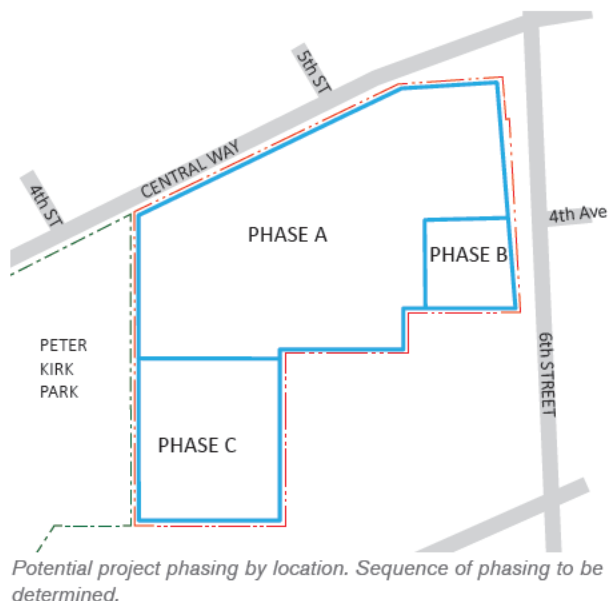 5th ST
CENTRAL WAY
4th ST
4th Ave
PHASE A
PHASE B
PETER
KIRK
PARK
6th STREET
PHASE C
Potential project phasing by location. Sequence of phasing to be
determined.